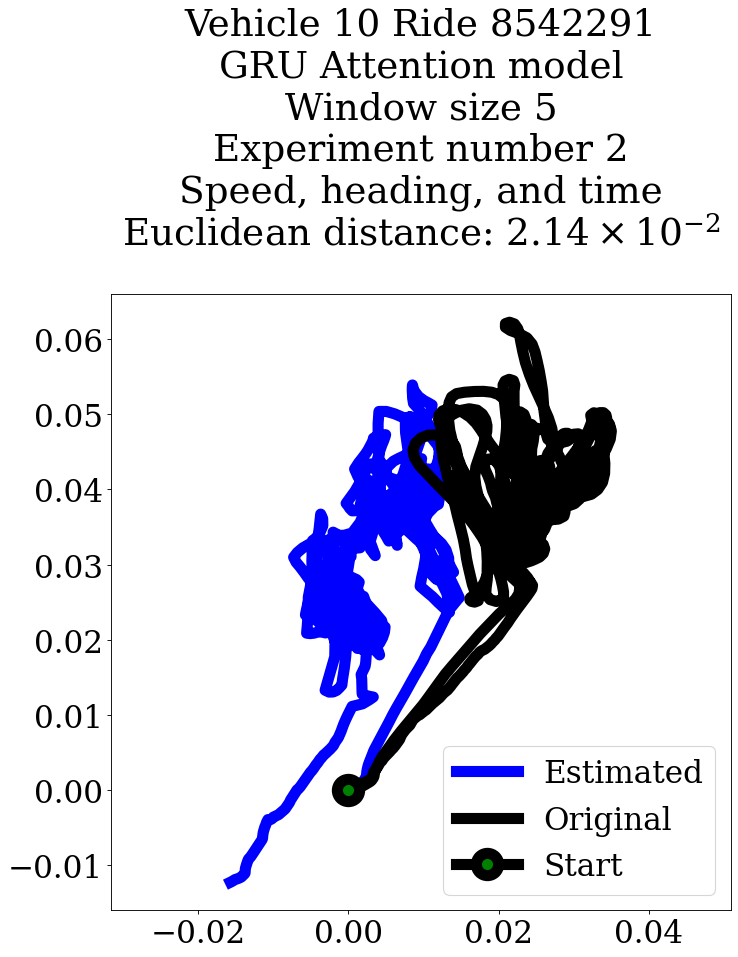 Vehicle 10 Ride 8542291
GRU Attention model
Window size 5
Experiment number 2
Speed, heading, and time
Euclidean distance: 2.14 × 10⁻²
0.06
0.05
0.04
0.03
0.02
0.01
0.00
−0.01
Estimated
Original
Start
−0.02 0.00 0.02 0.04